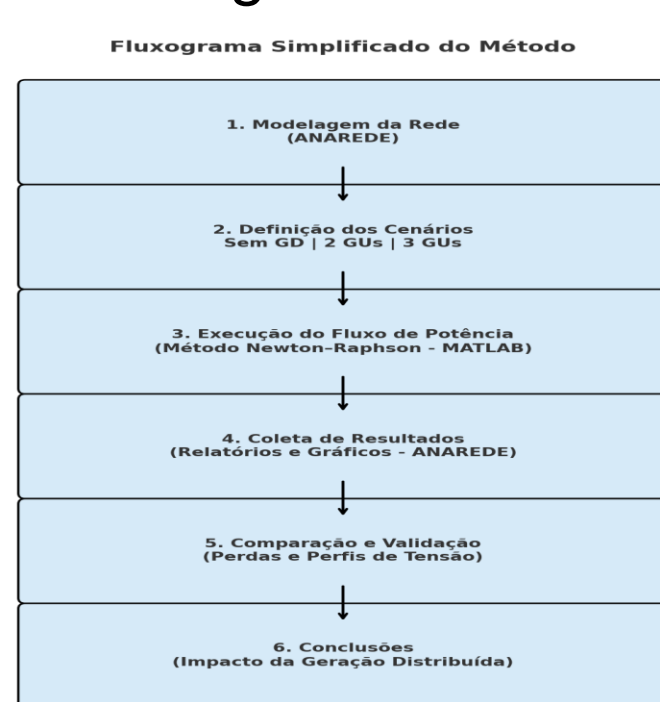 Fluxograma Simplificado do Método
1. Modelagem da Rede
(ANAREDE)
2. Definição dos Cenários
Sem GD | 2 GUs | 3 GUs
3. Execução do Fluxo de Potência
(Método Newton–Raphson - MATLAB)
4. Coleta de Resultados
(Relatórios e Gráficos - ANAREDE)
5. Comparação e Validação
(Perdas e Perfis de Tensão)
6. Conclusões
(Impacto da Geração Distribuída)